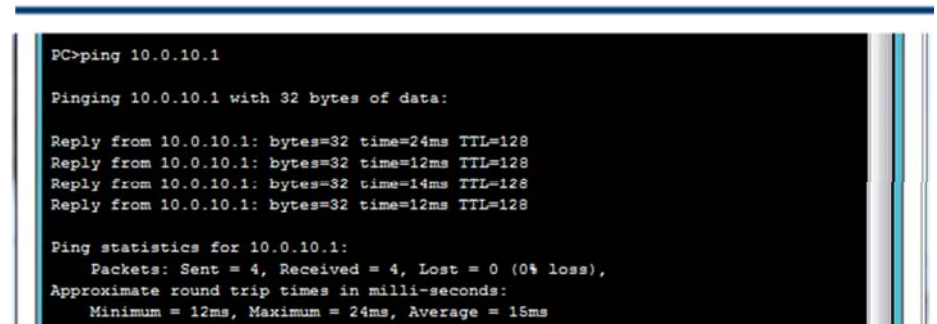 PC>ping 10.0.10.1
Pinging 10.0.10.1 with 32 bytes of data:
Reply from 10.0.10.1: bytes=32 time=24ms TTL=128
Reply from 10.0.10.1: bytes=32 time=12ms TTL=128
Reply from 10.0.10.1: bytes=32 time=14ms TTL=128
Reply from 10.0.10.1: bytes=32 time=12ms TTL=128
Ping statistics for 10.0.10.1:
Packets: Sent = 4, Received = 4, Lost = 0 (0% loss),
Approximate round trip times in milli-seconds:
Minimum = 12ms, Maximum = 24ms, Average = 15ms